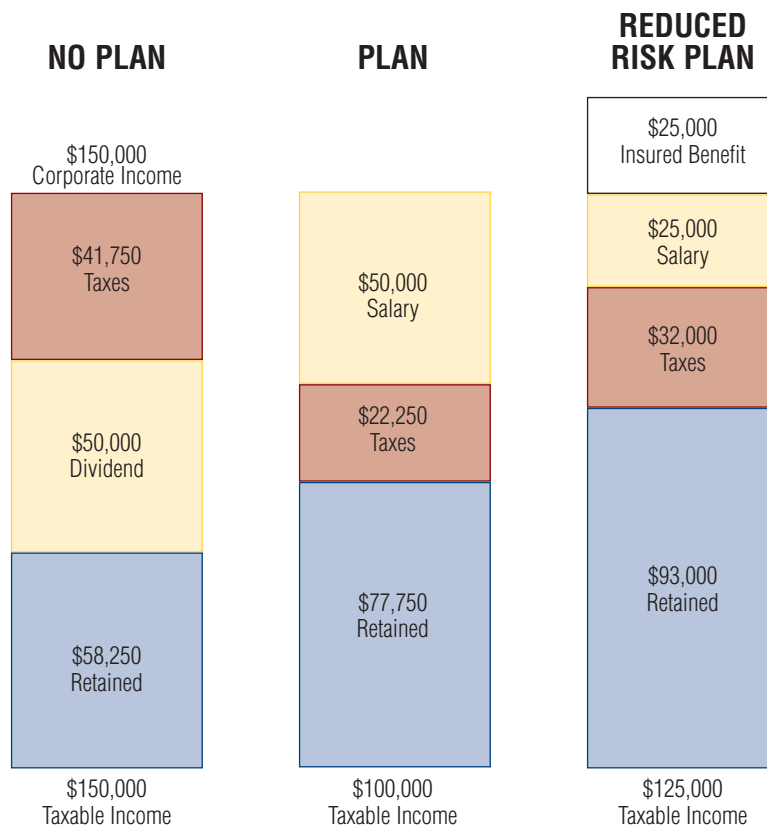 NO PLAN
$150,000
Corporate Income
$41,750
Taxes
$50,000
Dividend
$58,250
Retained
$150,000
Taxable Income
PLAN
$50,000
Salary
$22,250
Taxes
$77,750
Retained
$100,000
Taxable Income
REDUCED
RISK PLAN
$25,000
Insured Benefit
$25,000
Salary
$32,000
Taxes
$93,000
Retained
$125,000
Taxable Income